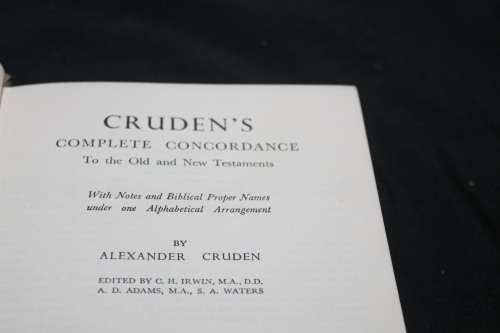 CRUDEN'S
COMPLETE CONCORDANCE
To the Old and New Testaments
With Notes and Biblical Proper Names
under one Alphabetical Arrangement
BY
ALEXANDER CRUDEN
EDITED BY C. H. IRWIN, M.A., D.D.
A. D. ADAMS, M.A., S. A. WATERS